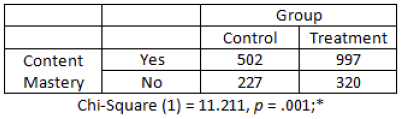 Group
Control Treatment
Content Mastery Yes 502 997
No 227 320
Chi-Square (1) = 11.211, p = .001;*